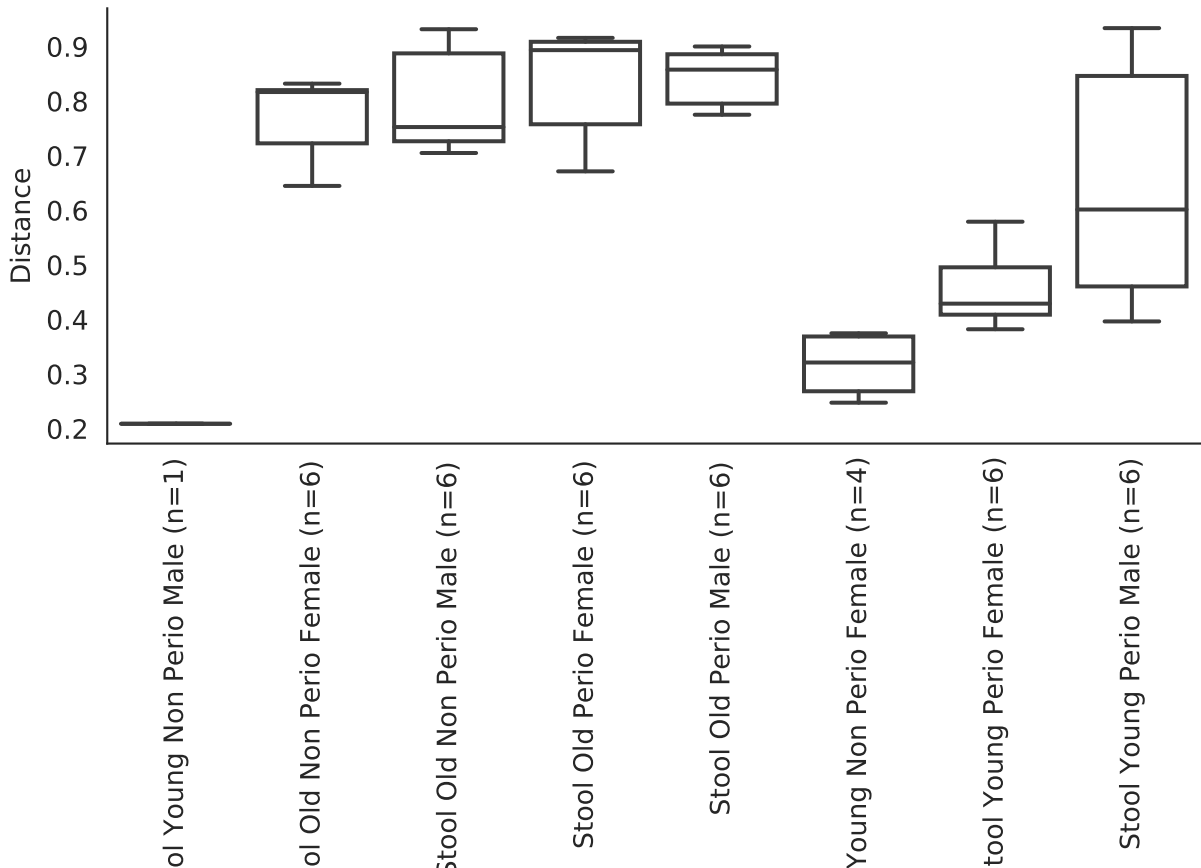 Distance
0.9
0.8
0.7
0.6
0.5
0.4
0.3
0.2
ol Young Non Perio Male (n=1)
ol Old Non Perio Female (n=6)
Stool Old Non Perio Male (n=6)
Stool Old Perio Female (n=6)
Stool Old Perio Male (n=6)
Young Non Perio Female (n=4)
tool Young Perio Female (n=6)
Stool Young Perio Male (n=6)